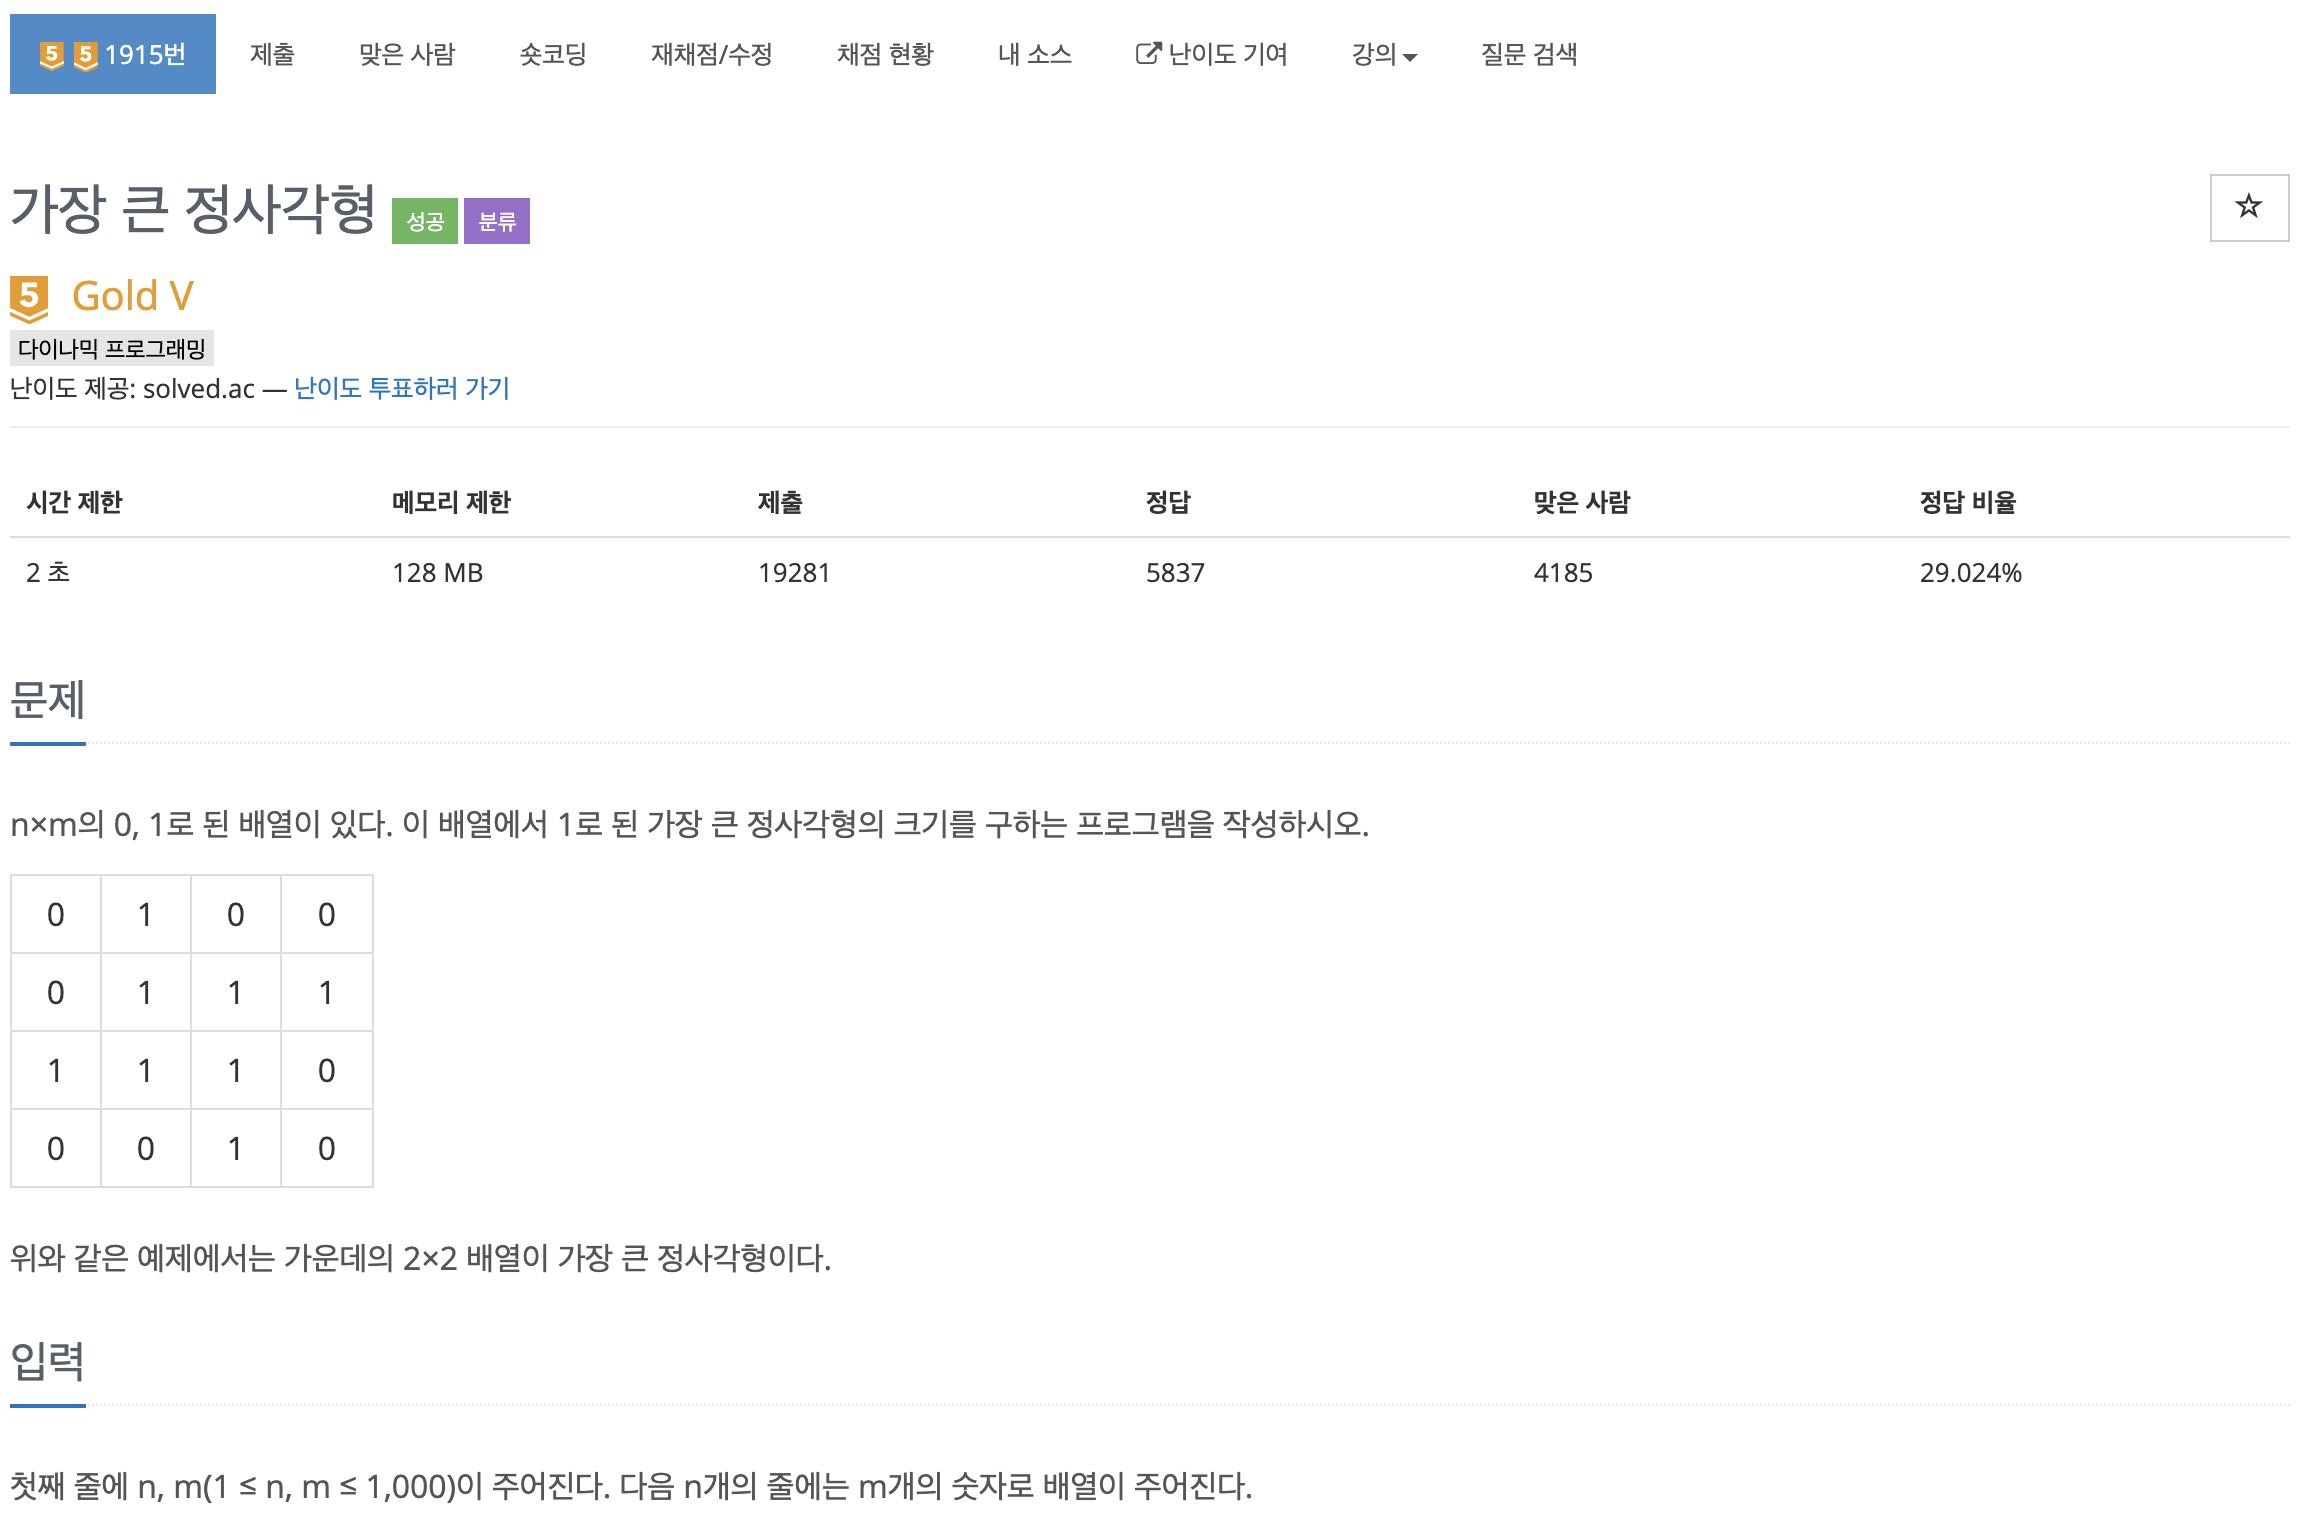 5 5 1915번 제출 맞은 사람 숏코딩 재채점/수정 채점 현황 내 소스 난이도 기여 강의 질문 검색
가장 큰 정사각형 성공 분류
5 Gold V
다이나믹 프로그래밍
난이도 제공: solved.ac — 난이도 투표하러 가기
시간 제한 메모리 제한 제출 정답 맞은 사람 정답 비율
2 초 128 MB 19281 5837 4185 29.024%
문제
n×m의 0, 1로 된 배열이 있다. 이 배열에서 1로 된 가장 큰 정사각형의 크기를 구하는 프로그램을 작성하시오.
0 1 0 0
0 1 1 1
1 1 1 0
0 0 1 0
위와 같은 예제에서는 가운데의 2×2 배열이 가장 큰 정사각형이다.
입력
첫째 줄에 n, m(1 ≤ n, m ≤ 1,000)이 주어진다. 다음 n개의 줄에는 m개의 숫자로 배열이 주어진다.